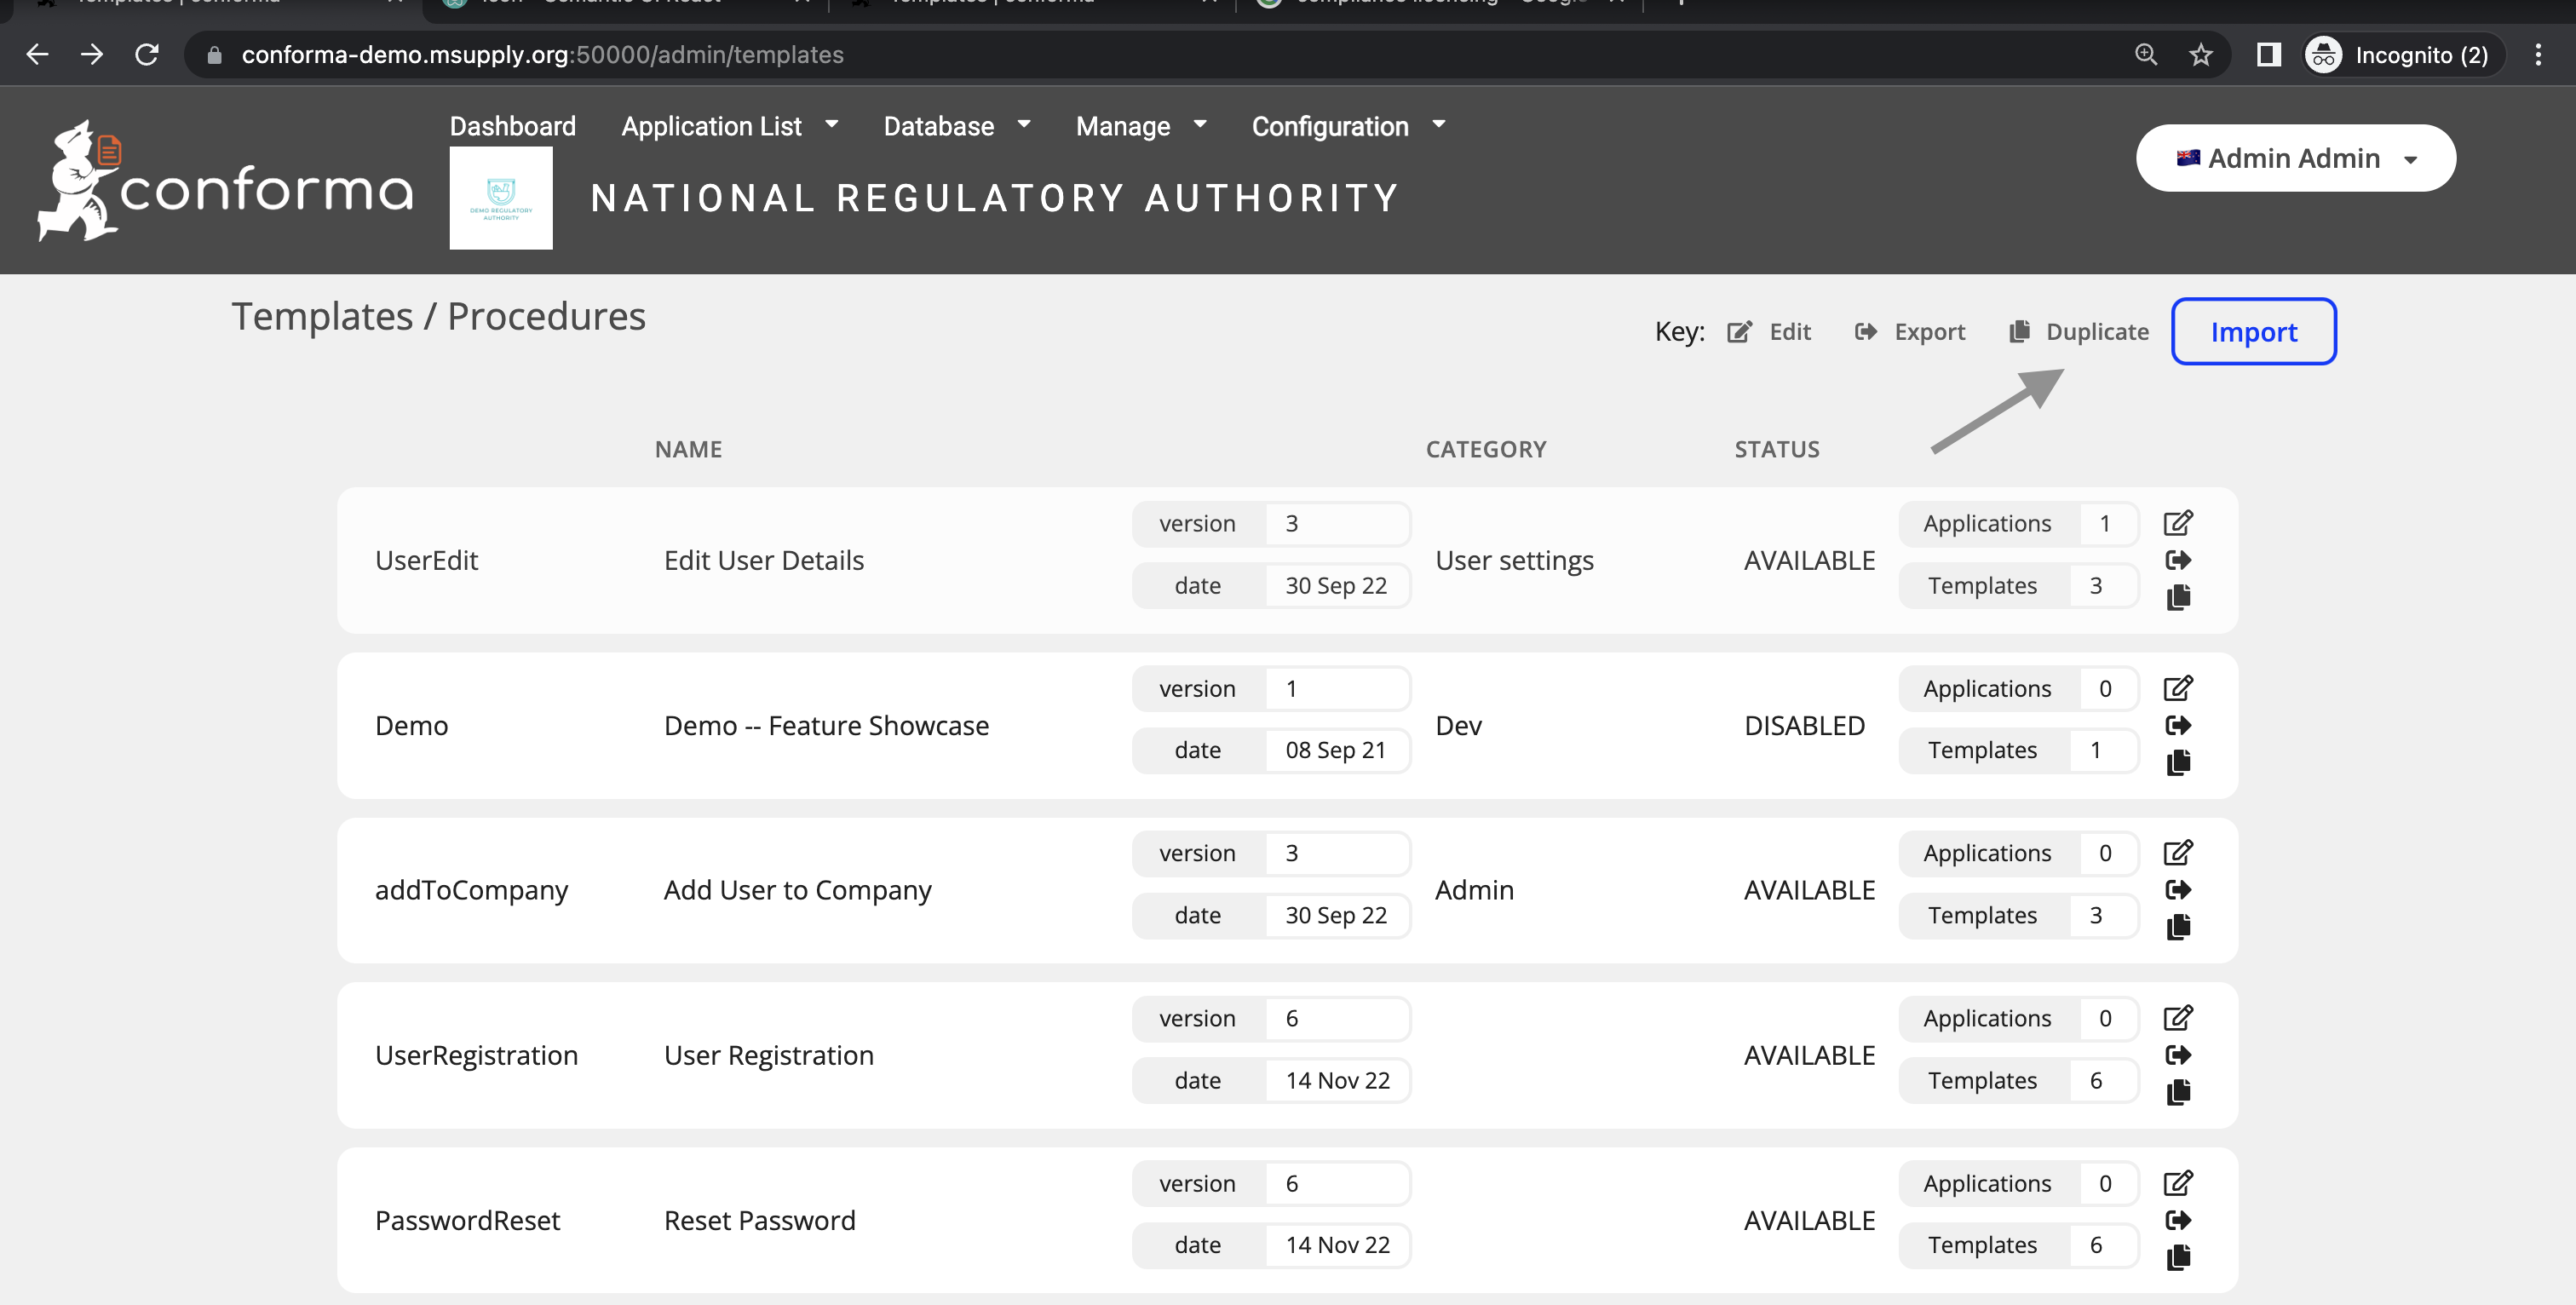 conforma-demo.msupply.org:50000/admin/templates
Incognito (2)
conforma
Dashboard Application List Database Manage Configuration
DEMO REGULATORY
AUTHORITY
NATIONAL REGULATORY AUTHORITY
Admin Admin
Templates / Procedures
Key: Edit Export Duplicate Import
NAME CATEGORY STATUS
UserEdit Edit User Details version 3 date 30 Sep 22 User settings AVAILABLE Applications 1 Templates 3
Demo Demo -- Feature Showcase version 1 date 08 Sep 21 Dev DISABLED Applications 0 Templates 1
addToCompany Add User to Company version 3 date 30 Sep 22 Admin AVAILABLE Applications 0 Templates 3
UserRegistration User Registration version 6 date 14 Nov 22 AVAILABLE Applications 0 Templates 6
PasswordReset Reset Password version 6 date 14 Nov 22 AVAILABLE Applications 0 Templates 6